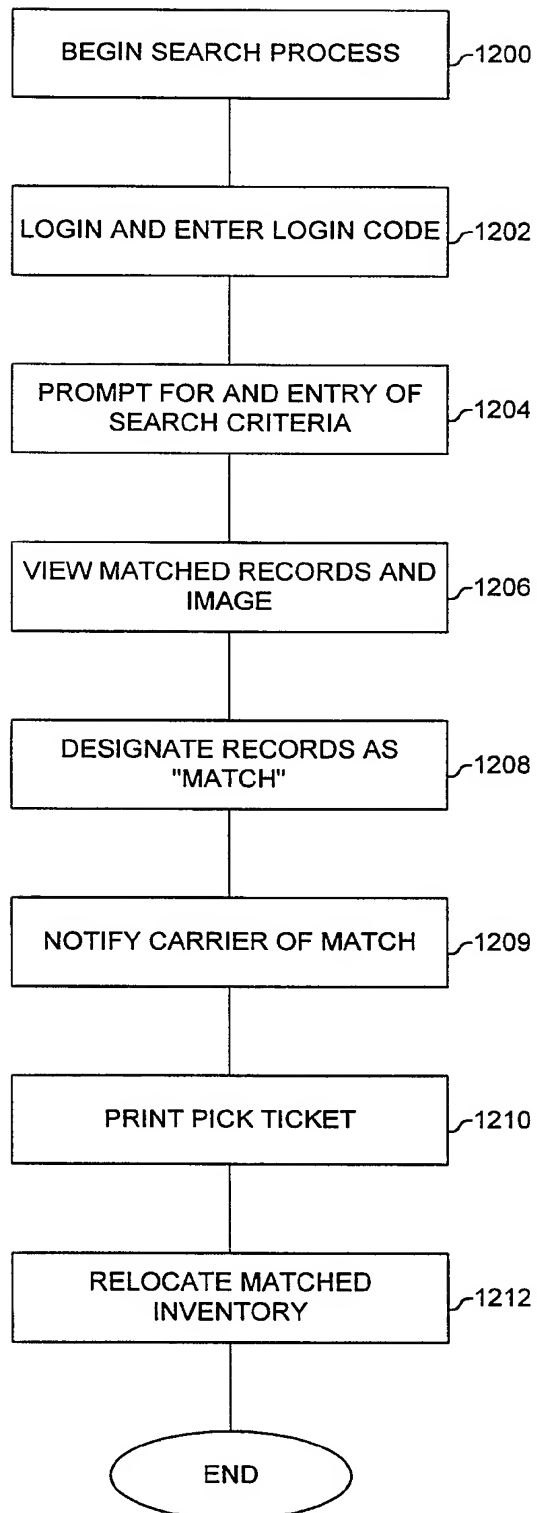 BEGIN SEARCH PROCESS
1200
LOGIN AND ENTER LOGIN CODE
1202
PROMPT FOR AND ENTRY OF
SEARCH CRITERIA
1204
VIEW MATCHED RECORDS AND
IMAGE
1206
DESIGNATE RECORDS AS
"MATCH"
1208
NOTIFY CARRIER OF MATCH
1209
PRINT PICK TICKET
1210
RELOCATE MATCHED
INVENTORY
1212
END